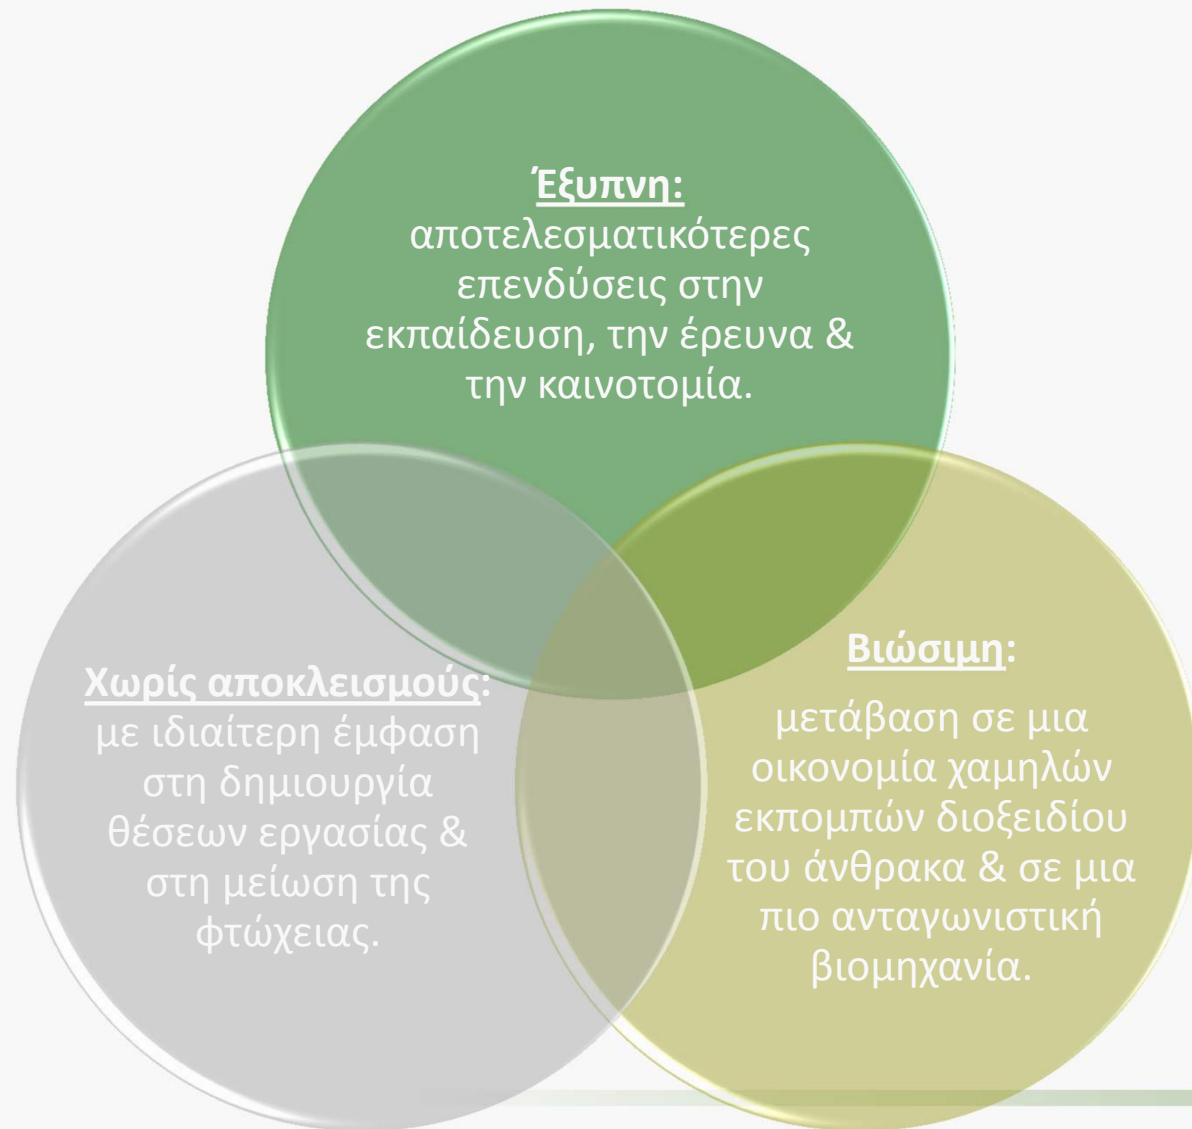 Έξυπνη:
αποτελεσματικότερες
επενδύσεις στην
εκπαίδευση, την έρευνα &
την καινοτομία.
Χωρίς αποκλεισμούς:
με ιδιαίτερη έμφαση
στη δημιουργία
θέσεων εργασίας &
στη μείωση της
φτώχειας.
Βιώσιμη:
μετάβαση σε μια
οικονομία χαμηλών
εκπομπών διοξειδίου
του άνθρακα & σε μια
πιο ανταγωνιστική
βιομηχανία.